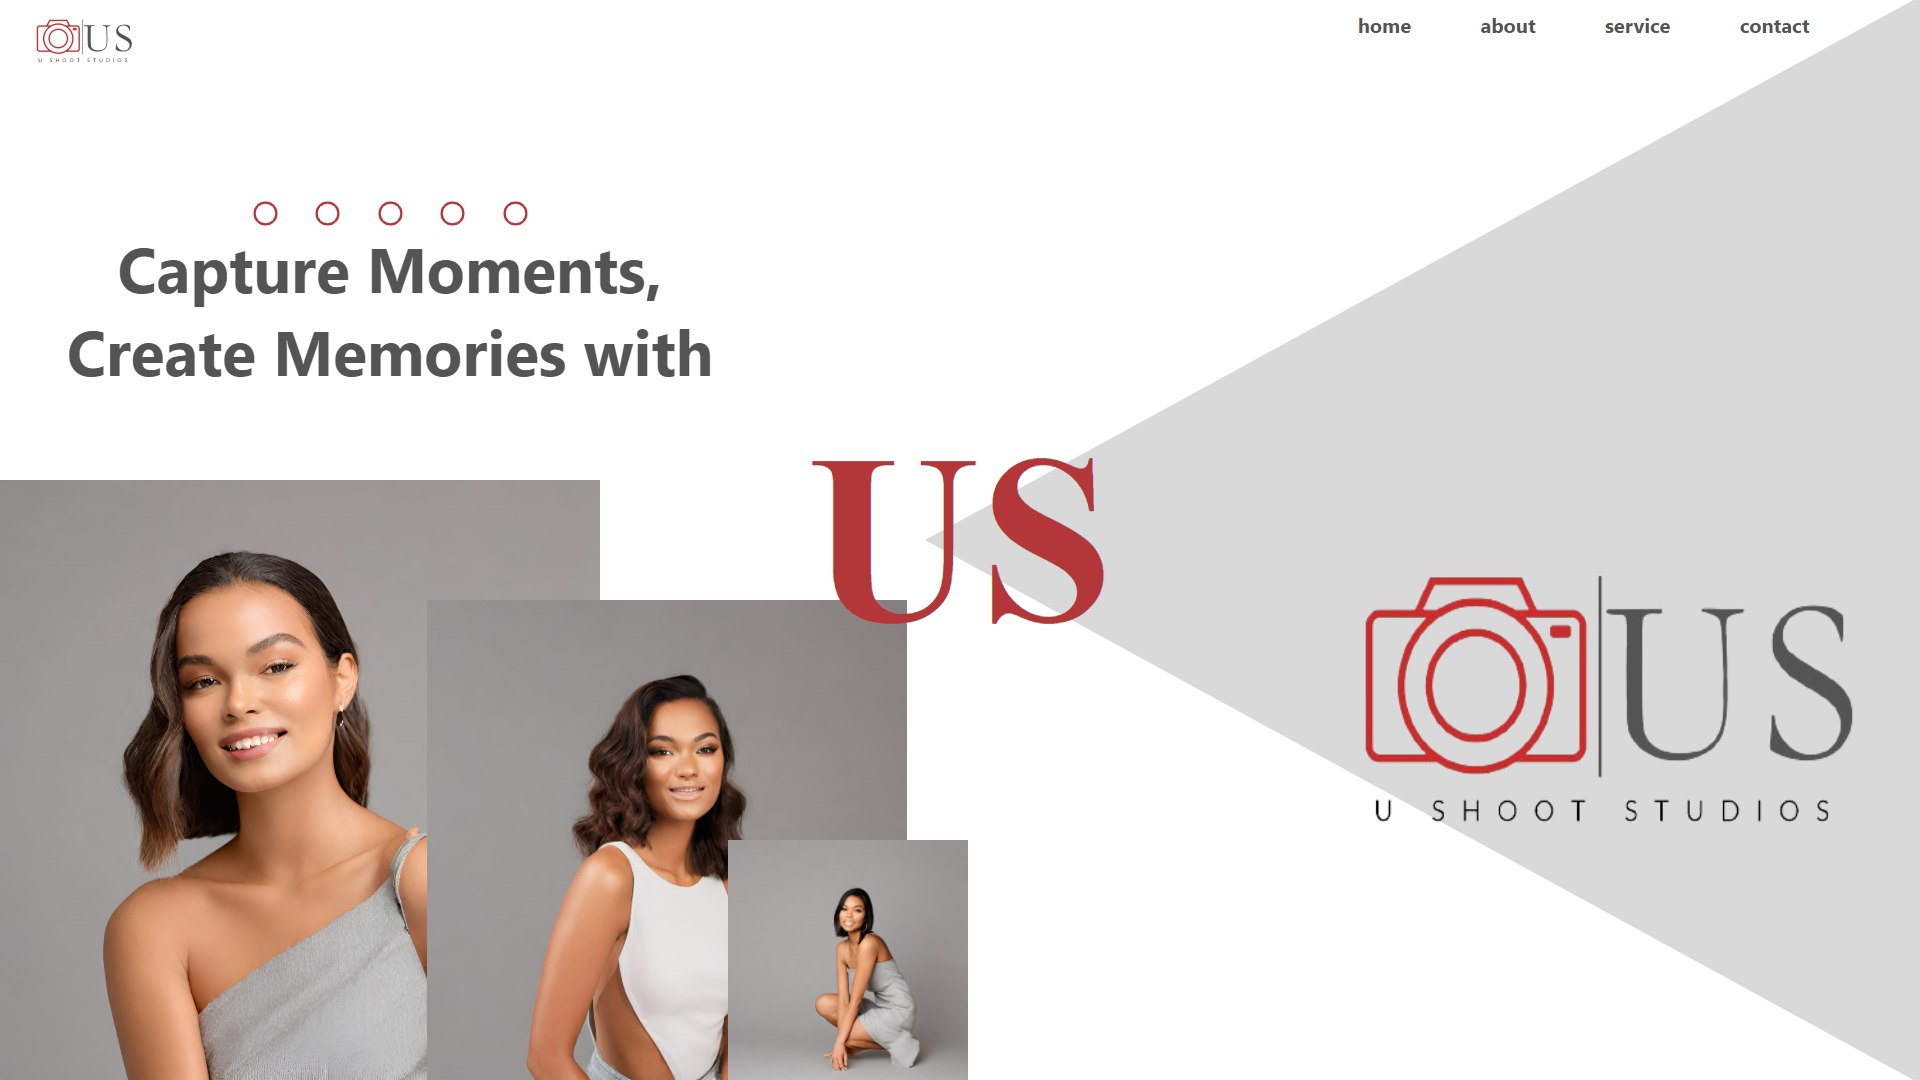 US
U SHOOT STUDIOS
home about service contact
Capture Moments,
Create Memories with
US
US
U SHOOT STUDIOS